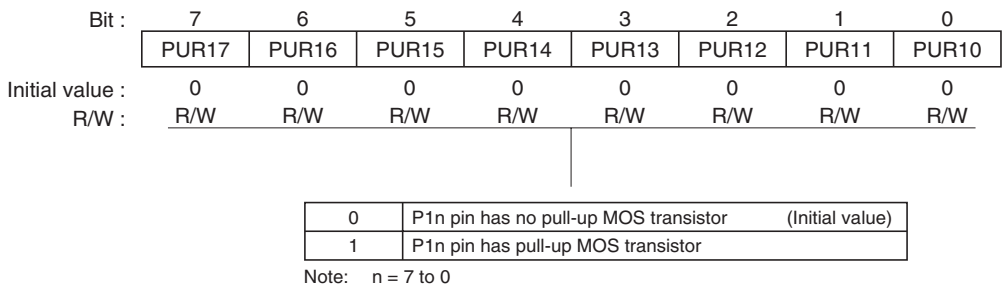 Bit : 7 6 5 4 3 2 1 0
PUR17 PUR16 PUR15 PUR14 PUR13 PUR12 PUR11 PUR10
Initial value : 0 0 0 0 0 0 0 0
R/W : R/W R/W R/W R/W R/W R/W R/W R/W
0 P1n pin has no pull-up MOS transistor (Initial value)
1 P1n pin has pull-up MOS transistor
Note: n = 7 to 0